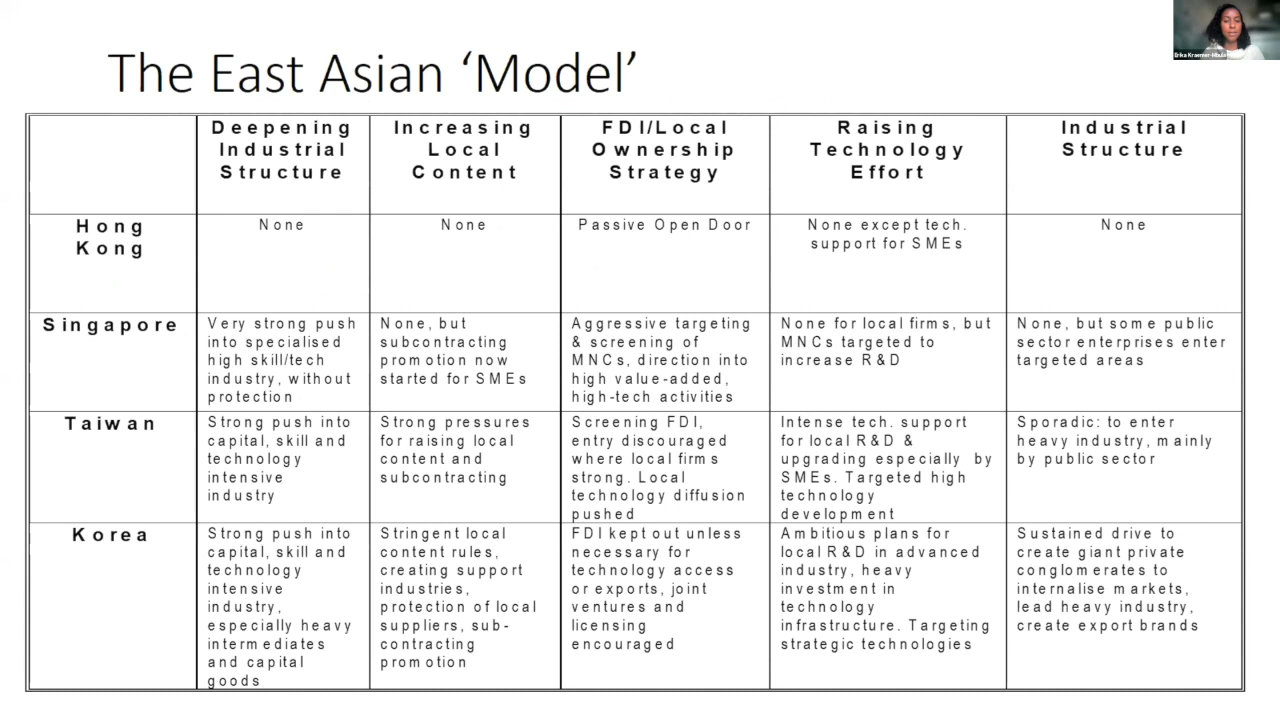 The East Asian ‘Model’
Deepening
Industrial
Structure
Increasing
Local
Content
FDI/Local
Ownership
Strategy
Raising
Technology
Effort
Industrial
Structure
Hong
Kong
None
None
Passive Open Door
None except tech.
support for SMEs
None
Singapore
Very strong push
into specialised
high skill/tech
industry, without
protection
None, but
subcontracting
promotion now
started for SMEs
Aggressive targeting
& screening of
MNCs, direction into
high value-added,
high-tech activities
None for local firms, but
MNCs targeted to
increase R&D
None, but some public
sector enterprises enter
targeted areas
Taiwan
Strong push into
capital, skill and
technology
intensive
industry
Strong pressures
for raising local
content and
subcontracting
Screening FDI,
entry discouraged
where local firms
strong. Local
technology diffusion
pushed
Intense tech. support
for local R&D &
upgrading especially by
SMEs. Targeted high
technology
development
Sporadic: to enter
heavy industry, mainly
by public sector
Korea
Strong push into
capital, skill and
technology
intensive
industry,
especially heavy
intermediates
and capital
goods
Stringent local
content rules,
creating support
industries,
protection of local
suppliers, sub-
contracting
promotion
FDI kept out unless
necessary for
technology access
or exports, joint
ventures and
licensing
encouraged
Ambitious plans for
local R&D in advanced
industry, heavy
investment in
technology
infrastructure. Targeting
strategic technologies
Sustained drive to
create giant private
conglomerates to
internalise markets,
lead heavy industry,
create export brands
Erika